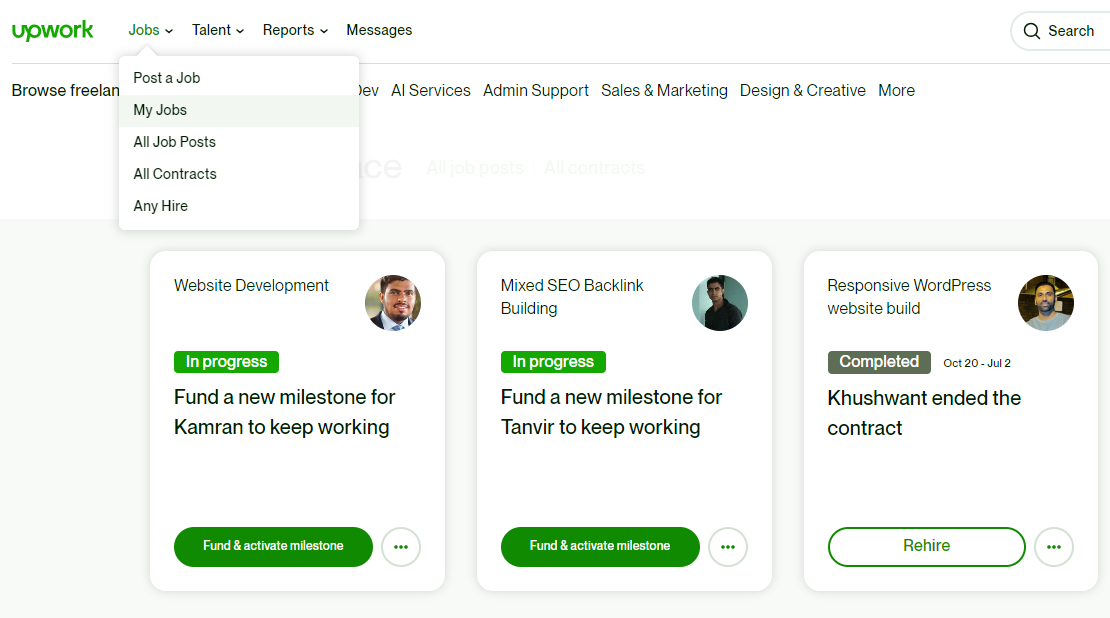 upwork
Jobs Talent Reports Messages
Search
Post a Job
My Jobs
All Job Posts
All Contracts
Any Hire
Browse freelan Dev AI Services Admin Support Sales & Marketing Design & Creative More
ace All job posts All contracts
Website Development
In progress
Fund a new milestone for
Kamran to keep working
Fund & activate milestone
Mixed SEO Backlink
Building
In progress
Fund a new milestone for
Tanvir to keep working
Fund & activate milestone
Responsive WordPress
website build
Completed Oct 20 - Jul 2
Khushwant ended the
contract
Rehire